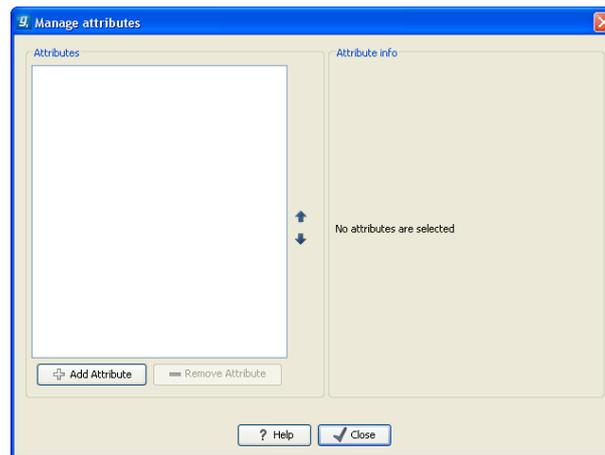 Manage attributes
Attributes
Attribute info
No attributes are selected
Add Attribute
Remove Attribute
? Help
Close